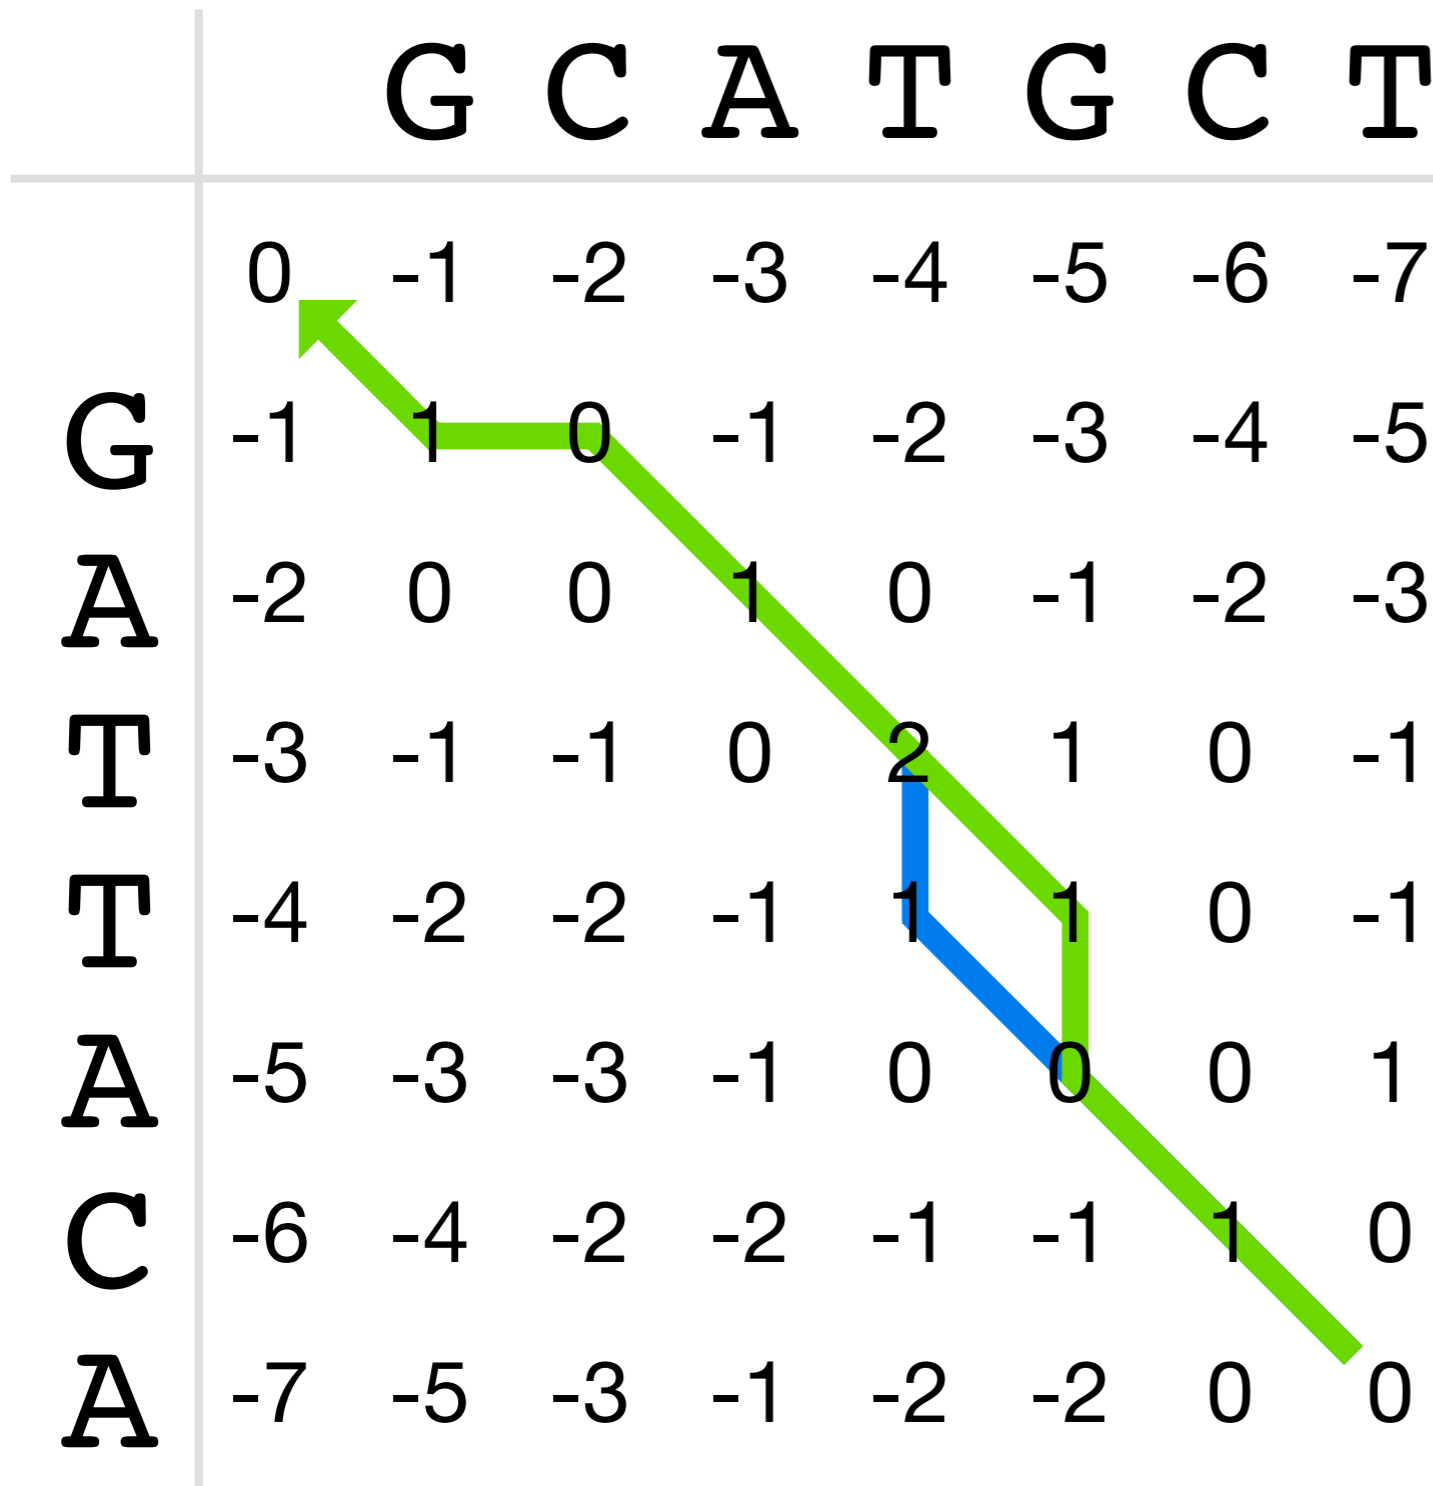 G C A T G C T
0 -1 -2 -3 -4 -5 -6 -7
G -1 1 0 -1 -2 -3 -4 -5
A -2 0 0 1 0 -1 -2 -3
T -3 -1 -1 0 2 1 0 -1
T -4 -2 -2 -1 1 1 0 -1
A -5 -3 -3 -1 0 0 0 1
C -6 -4 -2 -2 -1 -1 1 0
A -7 -5 -3 -1 -2 -2 0 0